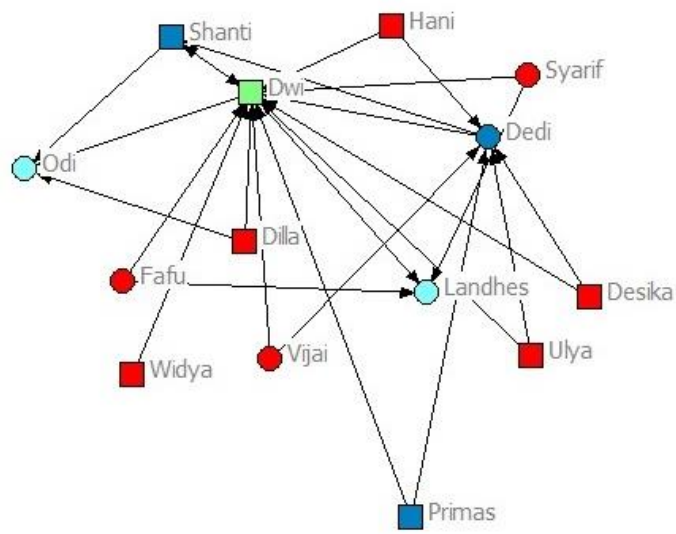 Hani
Shanti
Syarif
Dwi
Dedi
Odi
Dilla
Fafu
Landhes
Desika
Vijai
Ulya
Widya
Primas